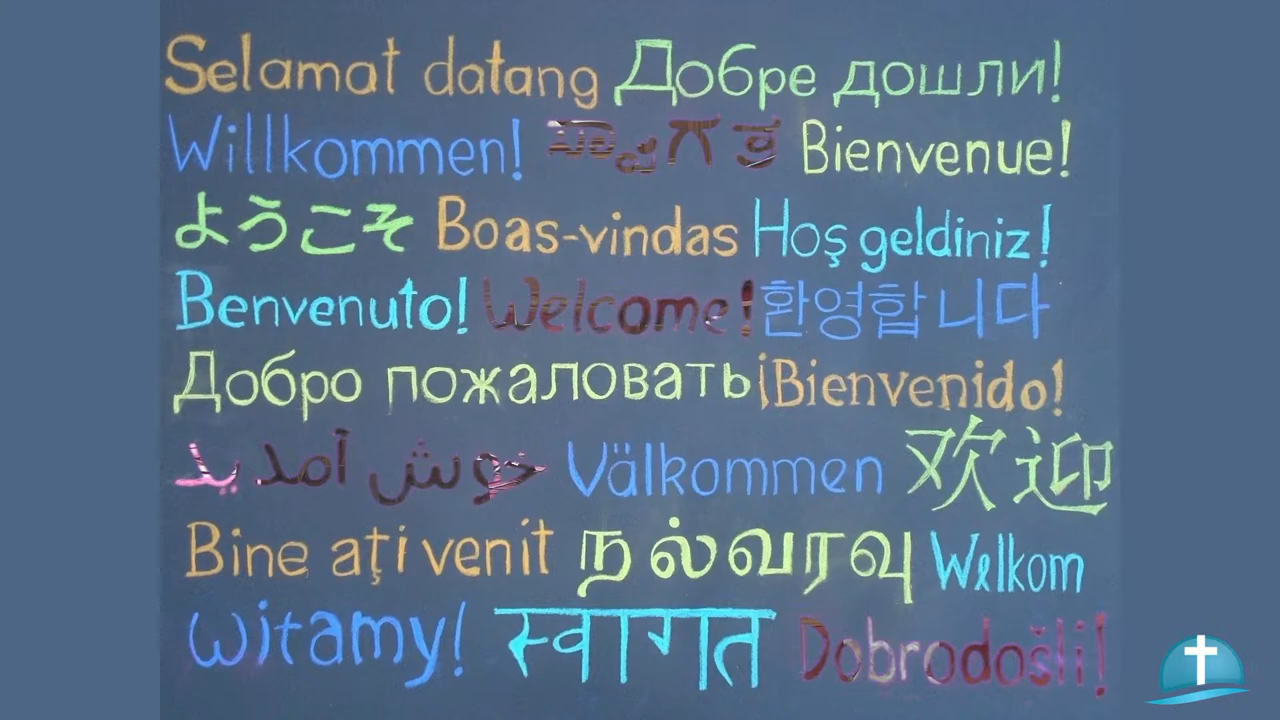 Selamat datang Добре дошли!
Willkommen! ಸ್ವಾಗತ Bienvenue!
ようこそ Boas-vindas Hoş geldiniz!
Benvenuto! Welcome! 환영합니다
Добро пожаловать ¡Bienvenido!
خوش آمدید Välkommen 欢迎
Bine aţi venit நல்வரவு Welkom
Witamy! स्वागत Dobrodošli!